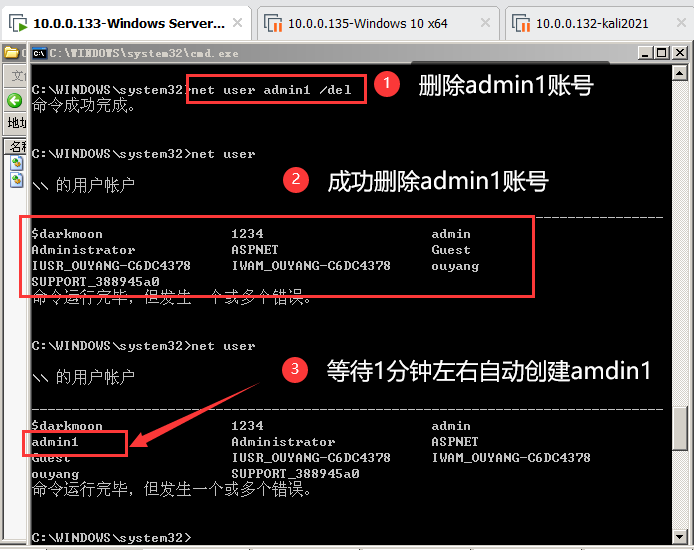 10.0.0.133-Windows Server... × 10.0.0.135-Windows 10 x64 × 10.0.0.132-kali2021 ×
C:\WINDOWS\system32\cmd.exe
C:\WINDOWS\system32>net user admin1 /del
命令成功完成。
1 删除admin1账号
C:\WINDOWS\system32>net user
\\ 的用户帐户
2 成功删除admin1账号
-------------------------------------------------------------------------------
$darkmoon 1234 admin
Administrator ASPNET Guest
IUSR_OUYANG-C6DC4378 IWAM_OUYANG-C6DC4378 ouyang
SUPPORT_388945a0
命令运行完毕，但发生一个或多个错误。
C:\WINDOWS\system32>net user
\\ 的用户帐户
3 等待1分钟左右自动创建amdin1
-------------------------------------------------------------------------------
$darkmoon 1234 admin
admin1 Administrator ASPNET
Guest IUSR_OUYANG-C6DC4378 IWAM_OUYANG-C6DC4378
ouyang SUPPORT_388945a0
命令运行完毕，但发生一个或多个错误。
C:\WINDOWS\system32>
地址